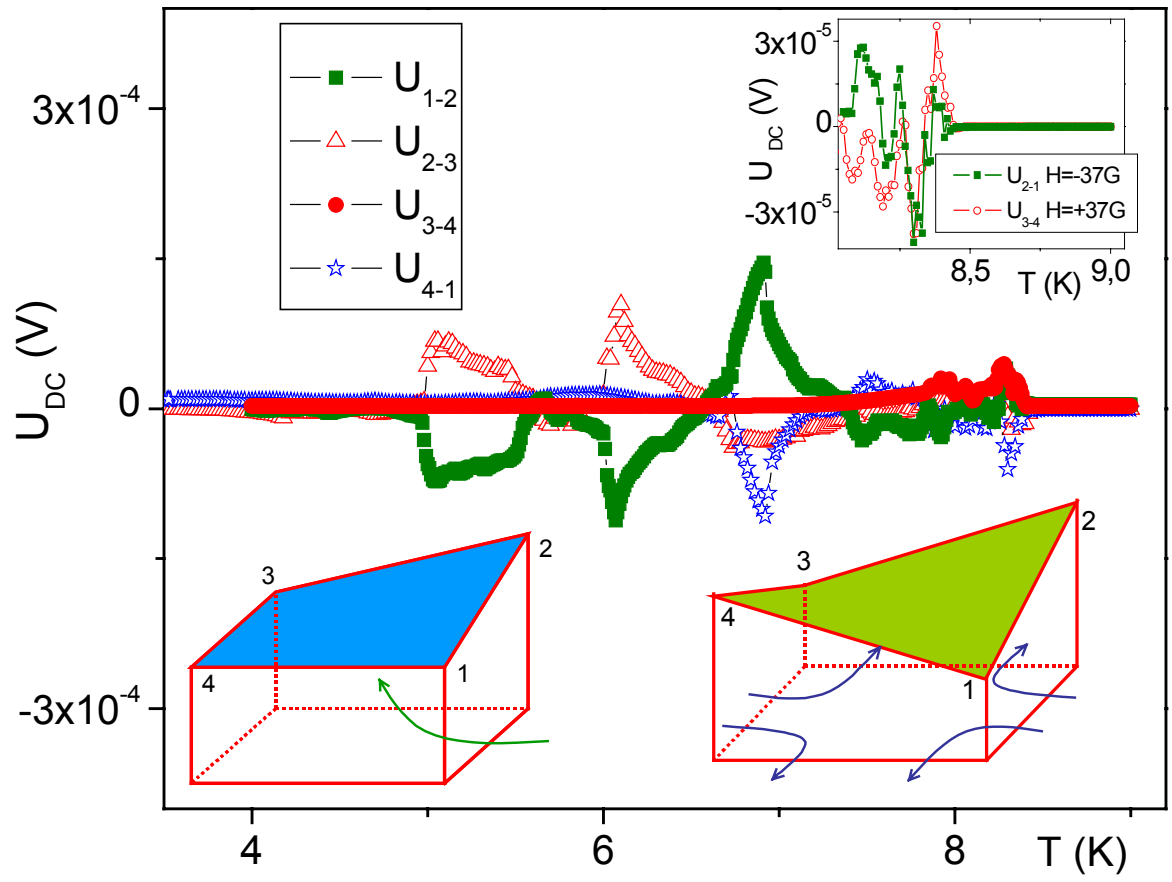 3x10-4
0
-3x10-4
U DC (V)
4
6
8
T (K)
U1-2
U2-3
U3-4
U4-1
3x10-5
0
-3x10-5
U DC (V)
8,5
9,0
T (K)
U2-1 H=-37G
U3-4 H=+37G
3
2
4
1
3
2
4
1